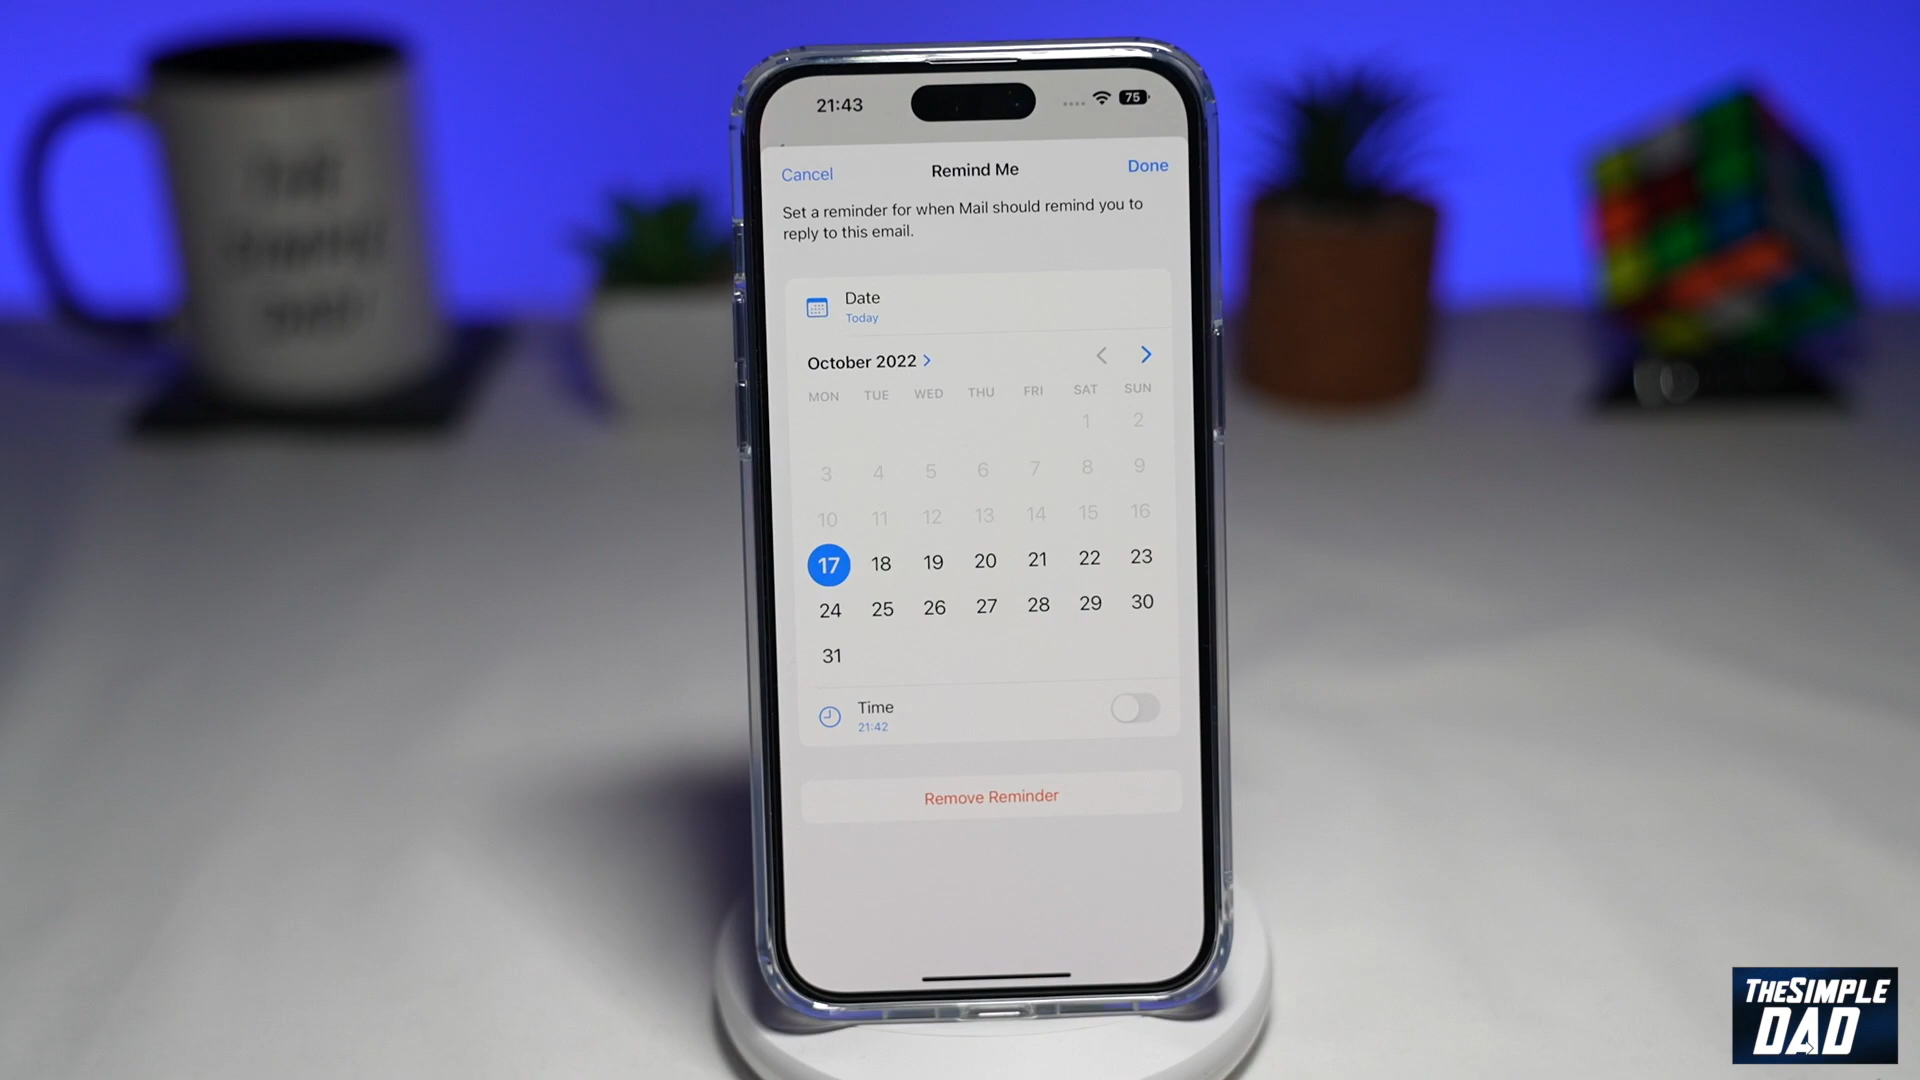 21:43
75
Cancel
Remind Me
Done
Set a reminder for when Mail should remind you to
reply to this email.
Date
Today
October 2022
MON TUE WED THU FRI SAT SUN
1 2
3 4 5 6 7 8 9
10 11 12 13 14 15 16
17 18 19 20 21 22 23
24 25 26 27 28 29 30
31
Time
21:42
Remove Reminder
THESIMPLE
DAD